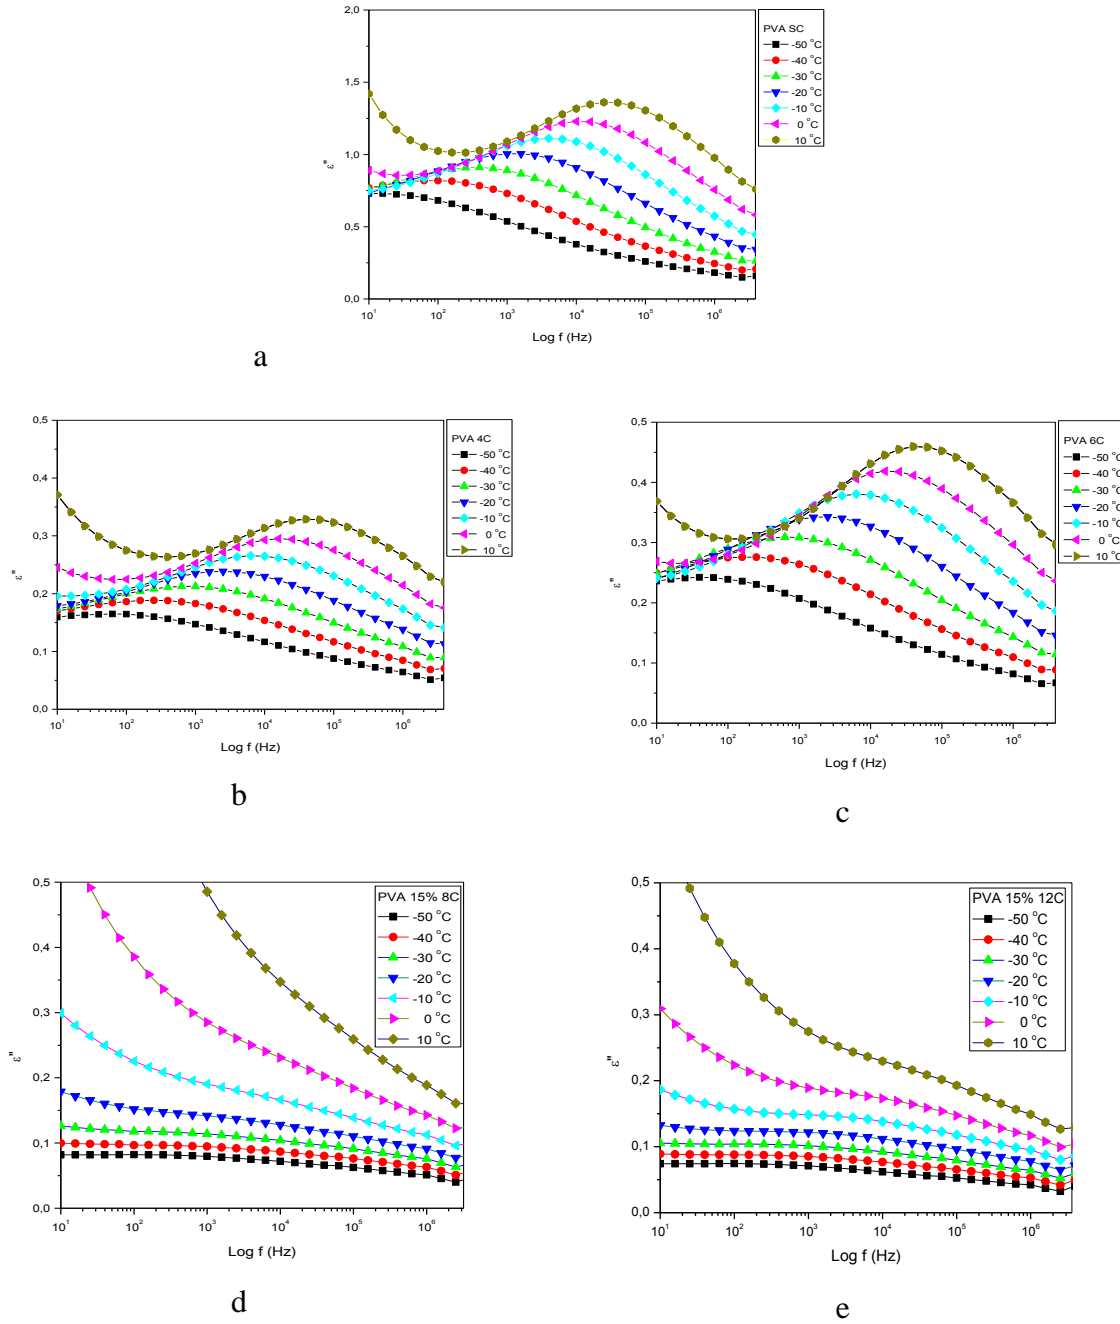 2,0
1,5
1,0
0,5
0,0
ε"
10¹ 10² 10³ 10⁴ 10⁵ 10⁶
Log f (Hz)
PVA SC
-50 °C
-40 °C
-30 °C
-20 °C
-10 °C
0 °C
10 °C
a
0,5
0,4
0,3
0,2
0,1
0,0
ε"
10¹ 10² 10³ 10⁴ 10⁵ 10⁶
Log f (Hz)
PVA 4C
-50 °C
-40 °C
-30 °C
-20 °C
-10 °C
0 °C
10 °C
b
0,5
0,4
0,3
0,2
0,1
0,0
ε"
10¹ 10² 10³ 10⁴ 10⁵ 10⁶
Log f (Hz)
PVA 6C
-50 °C
-40 °C
-30 °C
-20 °C
-10 °C
0 °C
10 °C
c
0,5
0,4
0,3
0,2
0,1
0,0
ε"
10¹ 10² 10³ 10⁴ 10⁵ 10⁶
Log f (Hz)
PVA 15% 8C
-50 °C
-40 °C
-30 °C
-20 °C
-10 °C
0 °C
10 °C
d
0,5
0,4
0,3
0,2
0,1
0,0
ε"
10¹ 10² 10³ 10⁴ 10⁵ 10⁶
Log f (Hz)
PVA 15% 12C
-50 °C
-40 °C
-30 °C
-20 °C
-10 °C
0 °C
10 °C
e